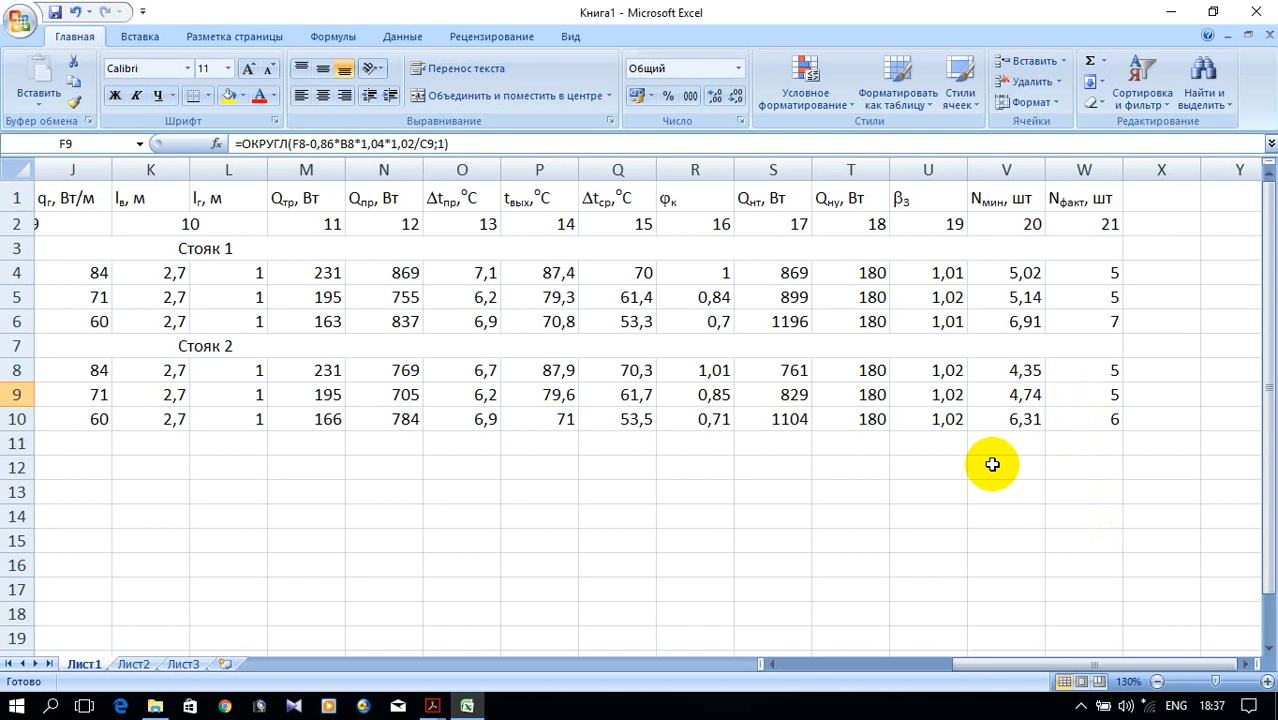 Книга1 - Microsoft Excel
Главная Вставка Разметка страницы Формулы Данные Рецензирование Вид
Вставить
Буфер обмена
Calibri 11
Ж К Ч
Шрифт
Перенос текста
Объединить и поместить в центре
Выравнивание
Общий
% 000
Число
Условное форматирование
Форматировать как таблицу
Стили ячеек
Стили
Вставить
Удалить
Формат
Ячейки
Σ
Сортировка и фильтр
Найти и выделить
Редактирование
F9 fx =ОКРУГЛ(F8-0,86*B8*1,04*1,02/C9;1)
J K L M N O P Q R S T U V W X Y
1 qг, Вт/м lв, м lг, м Qтр, Вт Qпр, Вт Δtпр,°С tвых,°С Δtср,°С φк Qнт, Вт Qну, Вт β3 Nмин, шт Nфакт, шт
2 9 10 11 12 13 14 15 16 17 18 19 20 21
3 Стояк 1
4 84 2,7 1 231 869 7,1 87,4 70 1 869 180 1,01 5,02 5
5 71 2,7 1 195 755 6,2 79,3 61,4 0,84 899 180 1,02 5,14 5
6 60 2,7 1 163 837 6,9 70,8 53,3 0,7 1196 180 1,01 6,91 7
7 Стояк 2
8 84 2,7 1 231 769 6,7 87,9 70,3 1,01 761 180 1,02 4,35 5
9 71 2,7 1 195 705 6,2 79,6 61,7 0,85 829 180 1,02 4,74 5
10 60 2,7 1 166 784 6,9 71 53,5 0,71 1104 180 1,02 6,31 6
11
12
13
14
15
16
17
18
19
Лист1 Лист2 Лист3
Готово 130%
ENG 18:37